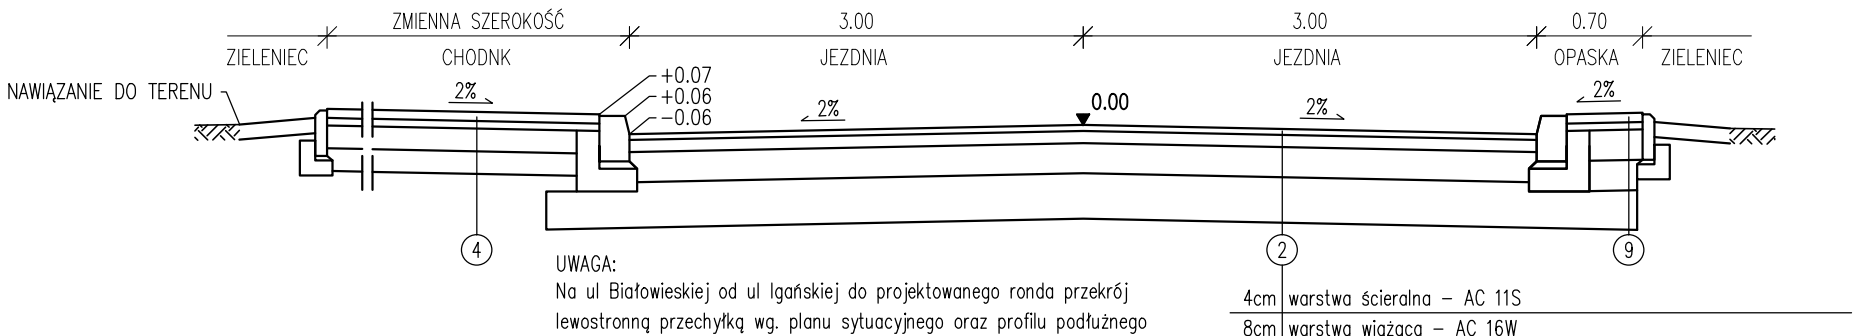 ZMIENNA SZEROKOŚĆ 3.00 3.00 0.70
ZIELENIEC CHODNK JEZDNIA JEZDNIA OPASKA ZIELENIEC
NAWIĄZANIE DO TERENU
2%
+0.07
+0.06
-0.06
2%
0.00
2%
2%
4
2
9
UWAGA:
Na ul Białowieskiej od ul Igańskiej do projektowanego ronda przekrój
lewostronną przechyłką wg. planu sytuacyjnego oraz profilu podłużnego
4cm warstwa ścieralna - AC 11S
8cm warstwa wiążąca - AC 16W